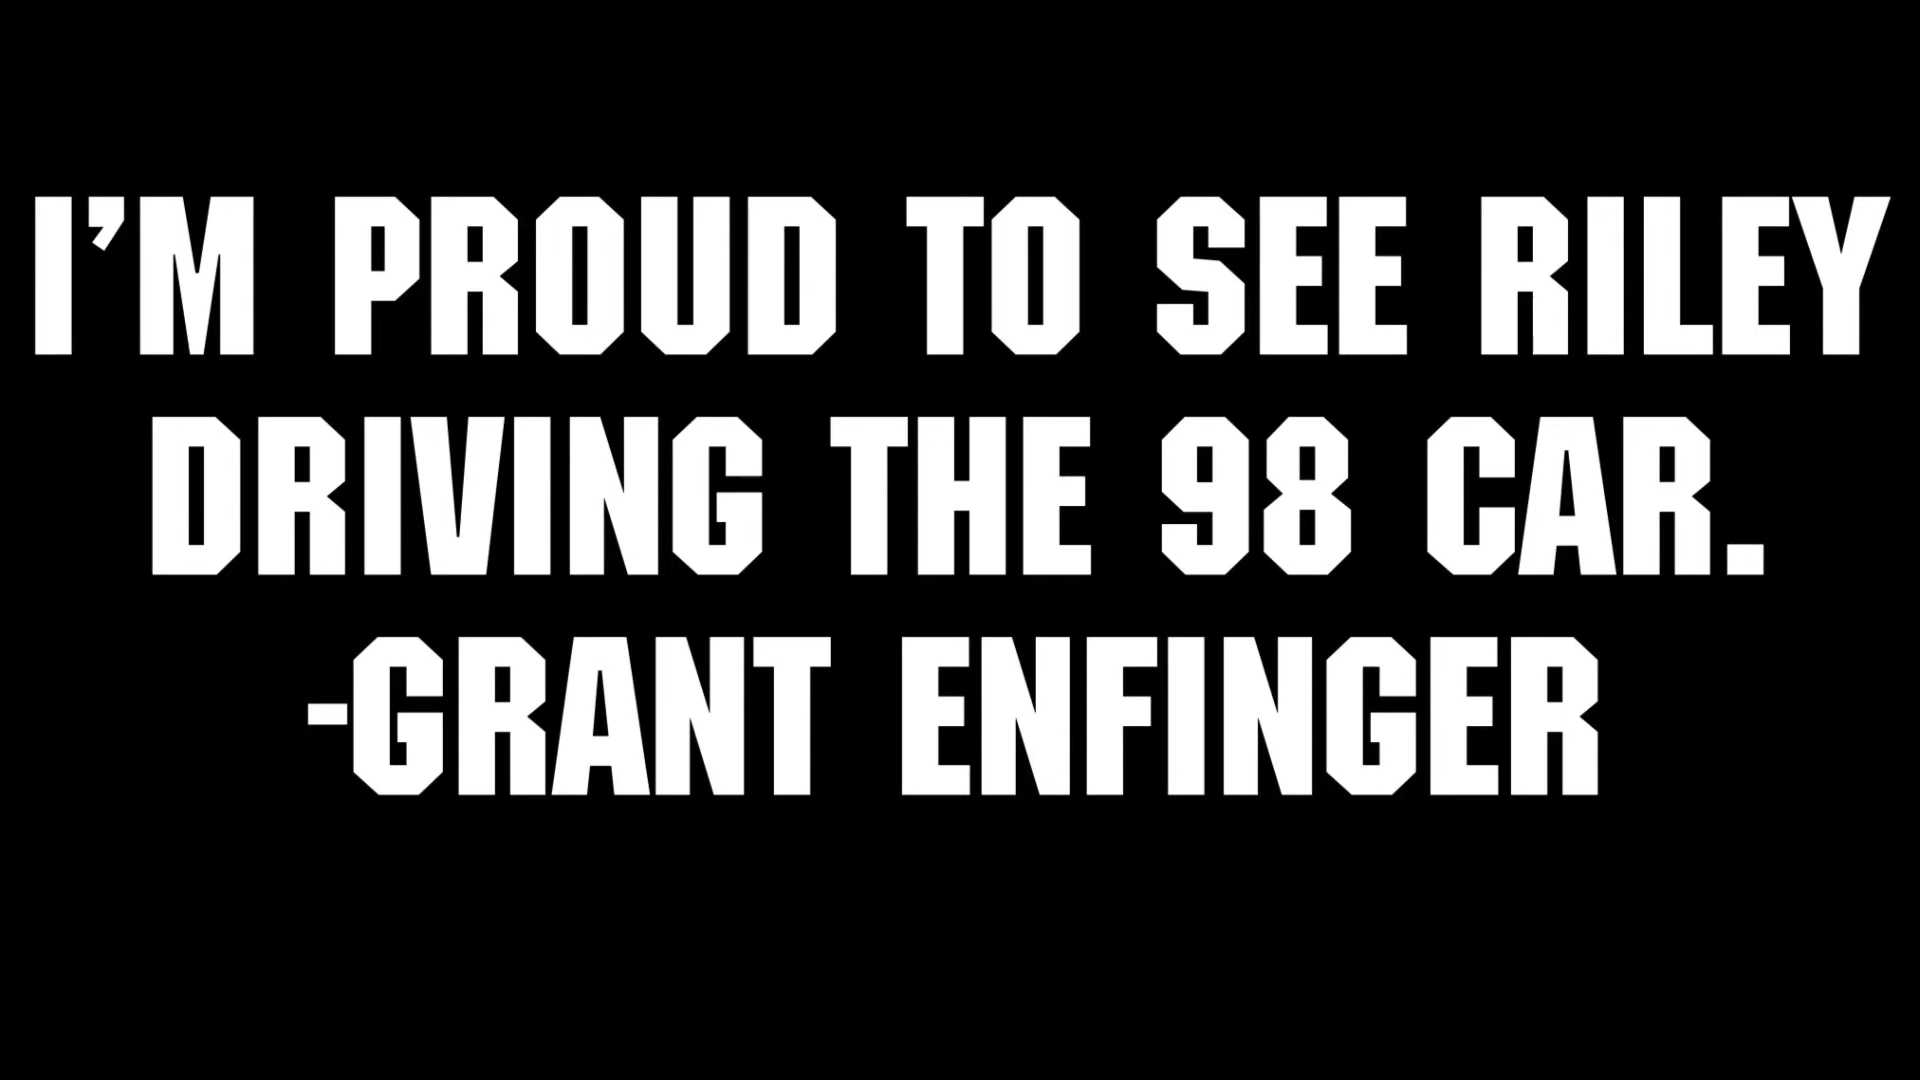 I'M PROUD TO SEE RILEY
DRIVING THE 98 CAR.
-GRANT ENFINGER